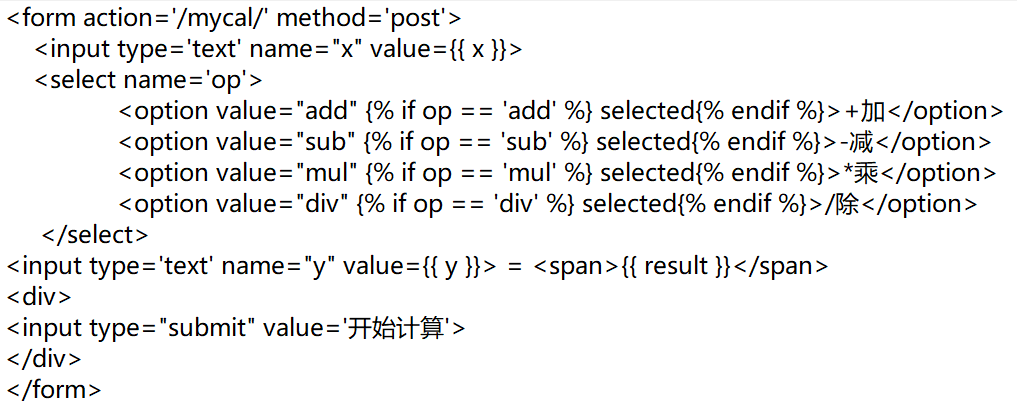 <form action='/mycal/' method='post'>
<input type='text' name="x" value={{ x }}>
<select name='op'>
<option value="add" {% if op == 'add' %} selected{% endif %}>+加</option>
<option value="sub" {% if op == 'sub' %} selected{% endif %}>-减</option>
<option value="mul" {% if op == 'mul' %} selected{% endif %}>*乘</option>
<option value="div" {% if op == 'div' %} selected{% endif %}>/除</option>
</select>
<input type='text' name="y" value={{ y }}> = <span>{{ result }}</span>
<div>
<input type="submit" value='开始计算'>
</div>
</form>